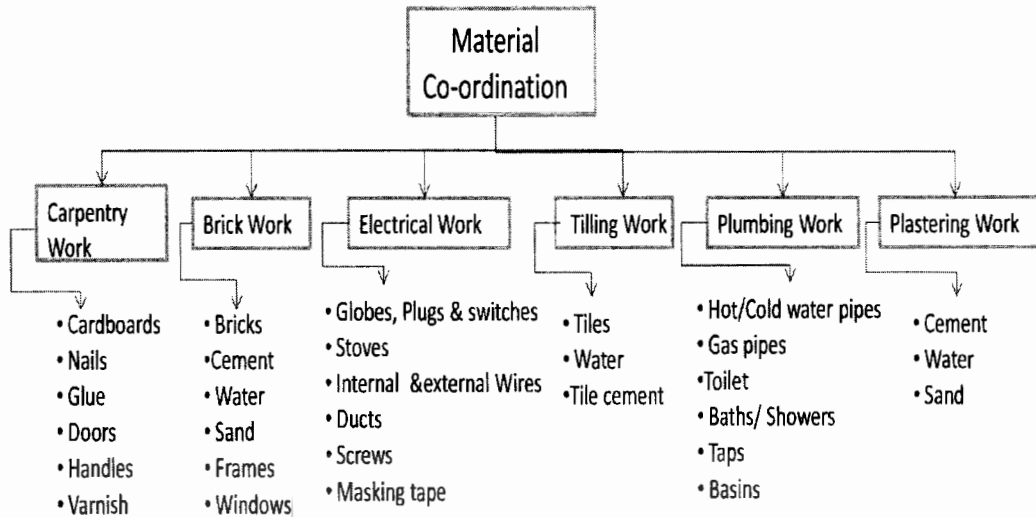 Material
Co-ordination
Carpentry
Work
Brick Work
Electrical Work
Tilling Work
Plumbing Work
Plastering Work
• Cardboards
• Nails
• Glue
• Doors
• Handles
• Varnish
• Bricks
•Cement
• Water
• Sand
• Frames
• Windows
• Globes, Plugs & switches
• Stoves
• Internal &external Wires
• Ducts
• Screws
• Masking tape
• Tiles
• Water
•Tile cement
• Hot/Cold water pipes
• Gas pipes
•Toilet
• Baths/ Showers
• Taps
• Basins
• Cement
• Water
• Sand